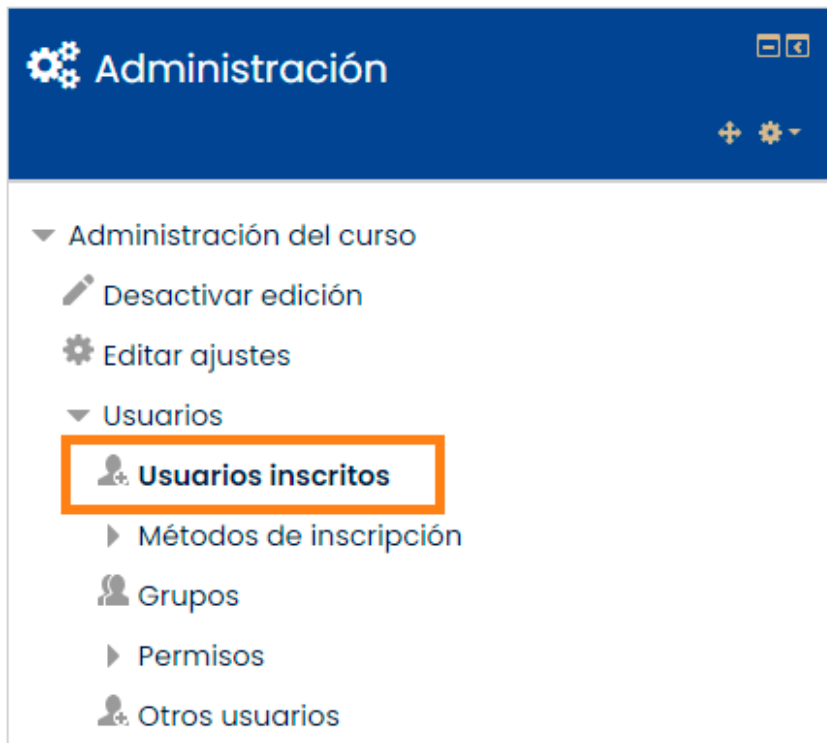 Administración
Administración del curso
Desactivar edición
Editar ajustes
Usuarios
Usuarios inscritos
Métodos de inscripción
Grupos
Permisos
Otros usuarios